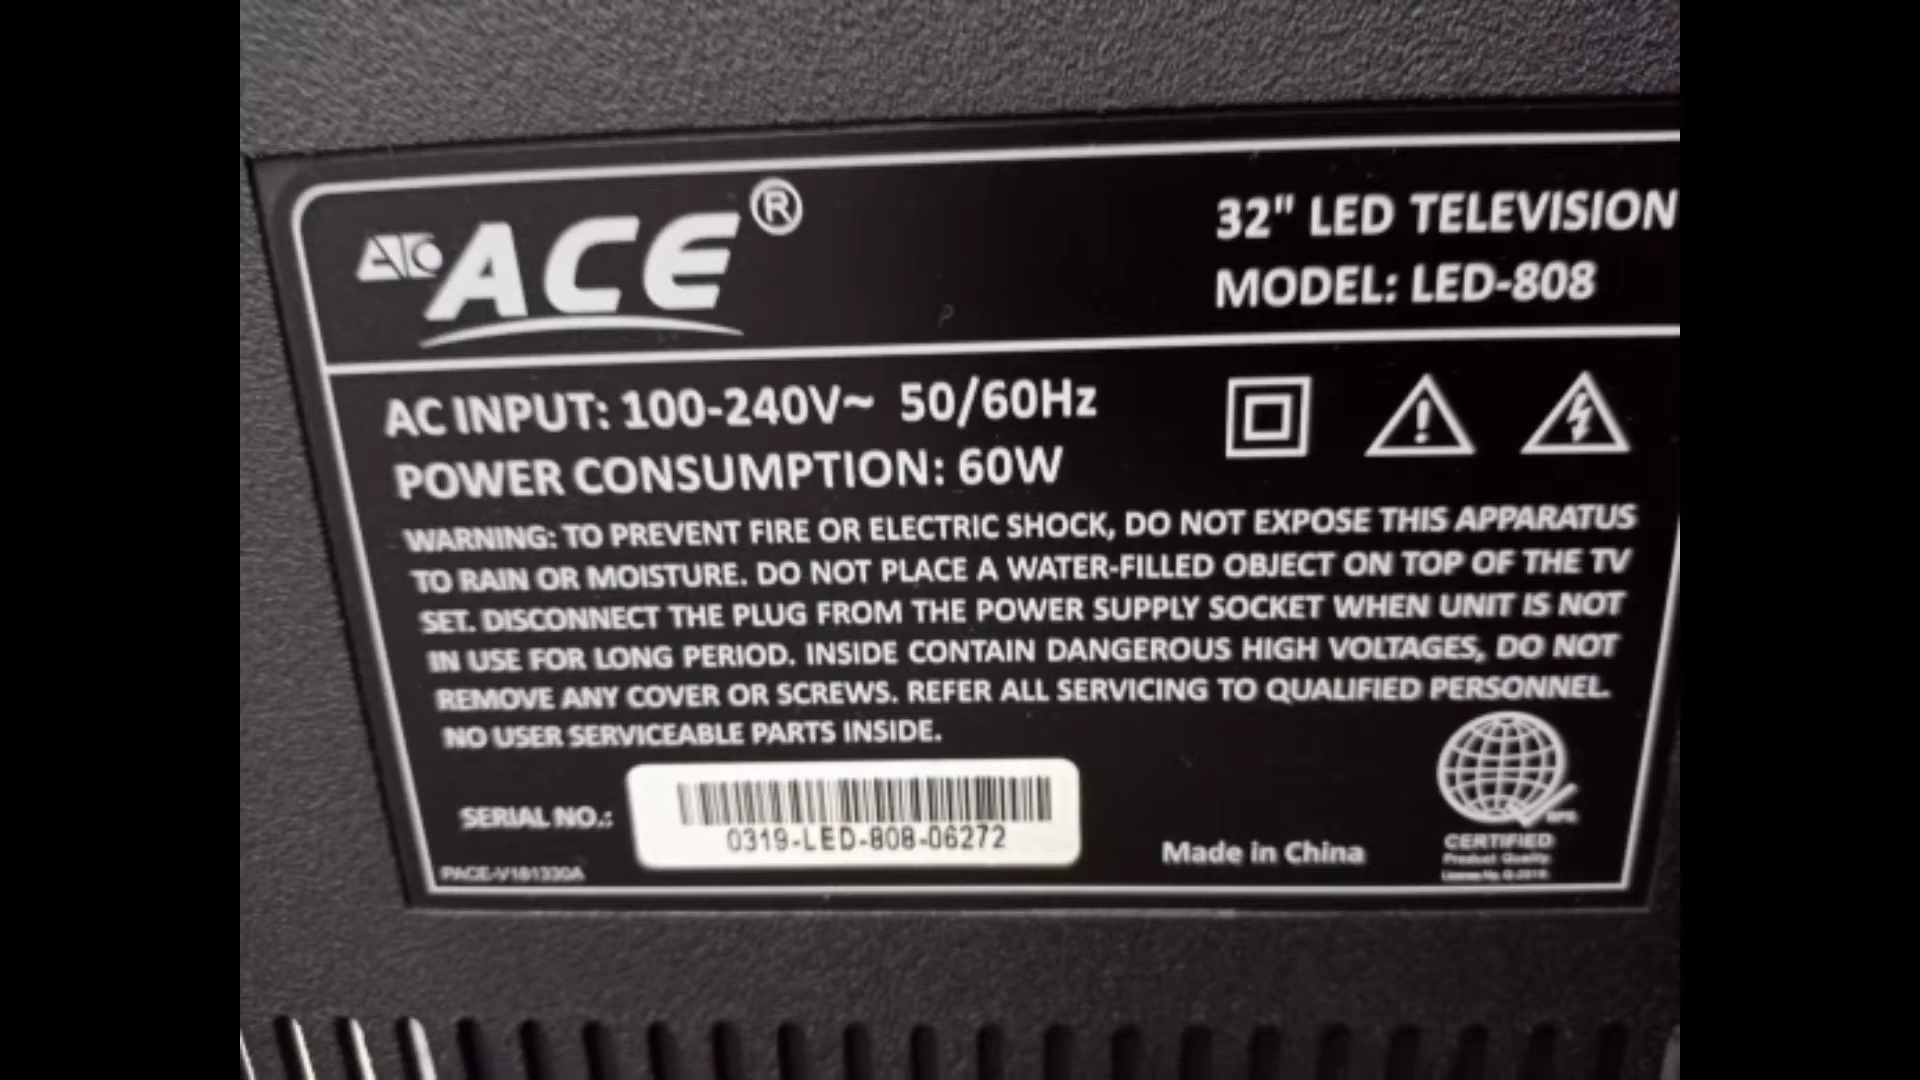 ACE®
32" LED TELEVISION
MODEL: LED-808
AC INPUT: 100-240V~ 50/60Hz
POWER CONSUMPTION: 60W
WARNING: TO PREVENT FIRE OR ELECTRIC SHOCK, DO NOT EXPOSE THIS APPARATUS
TO RAIN OR MOISTURE. DO NOT PLACE A WATER-FILLED OBJECT ON TOP OF THE TV
SET. DISCONNECT THE PLUG FROM THE POWER SUPPLY SOCKET WHEN UNIT IS NOT
IN USE FOR LONG PERIOD. INSIDE CONTAIN DANGEROUS HIGH VOLTAGES, DO NOT
REMOVE ANY COVER OR SCREWS. REFER ALL SERVICING TO QUALIFIED PERSONNEL.
NO USER SERVICEABLE PARTS INSIDE.
SERIAL NO.:
0319-LED-808-06272
PACE-V181330A
Made in China
CERTIFIED
Product Quality